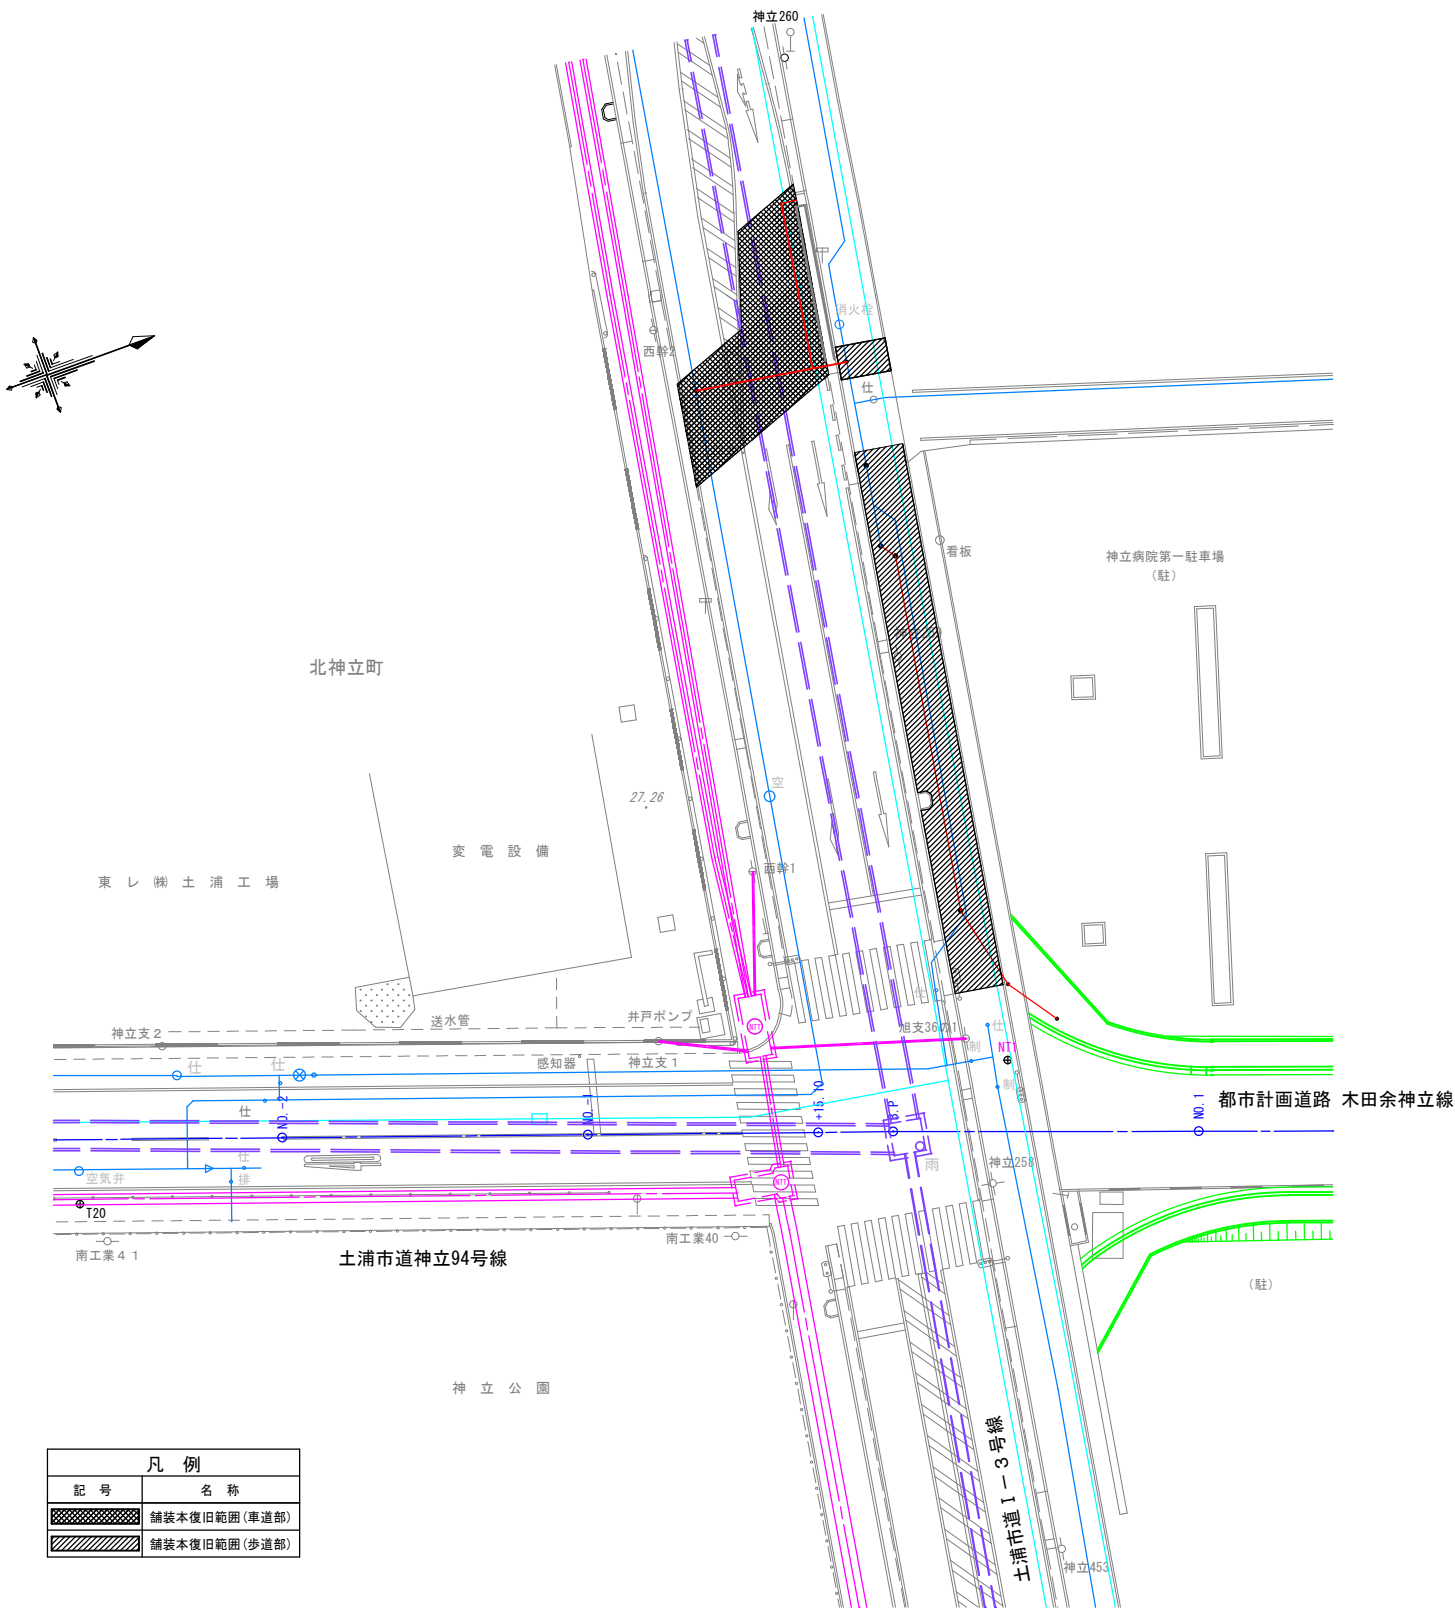 神立260
消火栓
西幹2
仕
看板
神立病院第一駐車場
（駐）
北神立町
空
27.26
変電設備
西幹1
東レ㈱土浦工場
仕
送水管
井戸ポンプ
神立支2
NTT
旭支36の1
仕
制
NTT
仕
仕
感知器
神立支1
制
仕
NO.-2
NO.-1
+15.10
B.P
NO.1
都市計画道路 木田余神立線
仕
雨
神立258
空気弁
排
NTT
T20
南工業41
南工業40
土浦市道神立94号線
（駐）
神立公園
土浦市道Ⅰ－3号線
凡例
記号 名称
舗装本復旧範囲(車道部)
舗装本復旧範囲(歩道部)
神立453